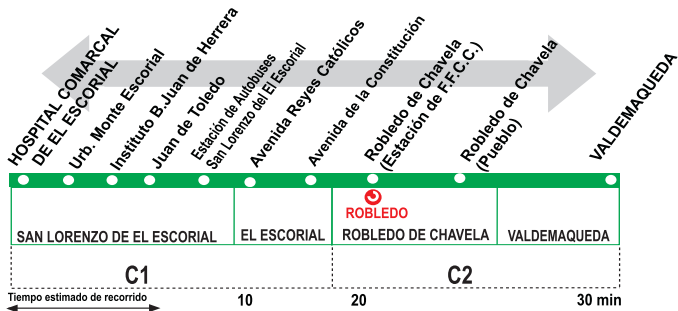 HOSPITAL COMARCAL
DE EL ESCORIAL
Urb. Monte Escorial
Instituto B.Juan de Herrera
Juan de Toledo
Estación de Autobuses
San Lorenzo del El Escorial
Avenida Reyes Católicos
Avenida de la Constitución
Robledo de Chavela
(Estación de F.F.C.C.)
Robledo de Chavela
(Pueblo)
VALDEMAQUEDA
ROBLEDO
SAN LORENZO DE EL ESCORIAL
EL ESCORIAL
ROBLEDO DE CHAVELA
VALDEMAQUEDA
C1
C2
Tiempo estimado de recorrido
10
20
30 min